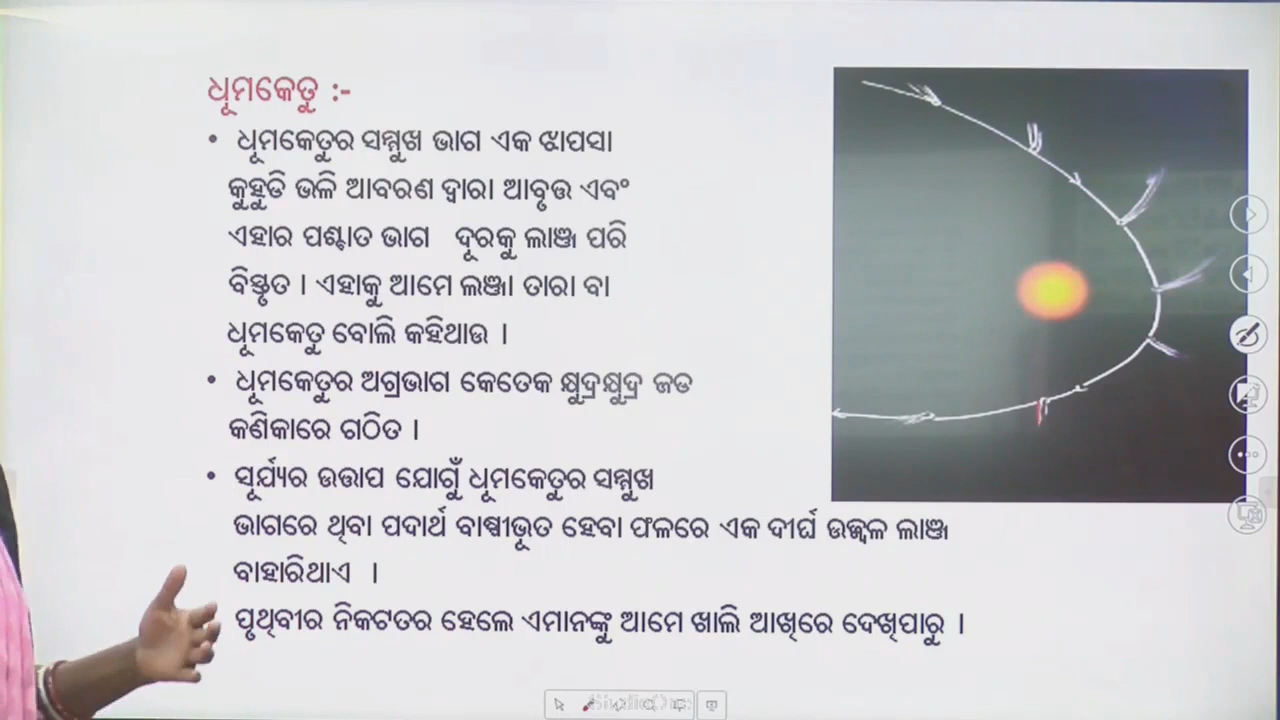 ଧୂମକେତୁ :-
• ଧୂମକେତୁର ସମ୍ମୁଖ ଭାଗ ଏକ ଝାପସା
କୁହୁଡି ଭଳି ଆବରଣ ଦ୍ୱାରା ଆବୃତ୍ତ ଏବଂ
ଏହାର ପଶ୍ଚାତ ଭାଗ ଦୂରକୁ ଲାଞ୍ଜ ପରି
ବିସ୍ତୃତ । ଏହାକୁ ଆମେ ଲଞ୍ଜା ତାରା ବା
ଧୂମକେତୁ ବୋଲି କହିଥାଉ ।
• ଧୂମକେତୁର ଅଗ୍ରଭାଗ କେତେକ କ୍ଷୁଦ୍ରକ୍ଷୁଦ୍ର ଜଡ
କଣିକାରେ ଗଠିତ ।
• ସୂର୍ଯ୍ୟର ଉତ୍ତାପ ଯୋଗୁଁ ଧୂମକେତୁର ସମ୍ମୁଖ
ଭାଗରେ ଥିବା ପଦାର୍ଥ ବାଷ୍ପୀଭୂତ ହେବା ଫଳରେ ଏକ ଦୀର୍ଘ ଉଜ୍ଜ୍ୱଳ ଲାଞ୍ଜ
ବାହାରିଥାଏ ।
ପୃଥିବୀର ନିକଟତର ହେଲେ ଏମାନଙ୍କୁ ଆମେ ଖାଲି ଆଖିରେ ଦେଖିପାରୁ ।